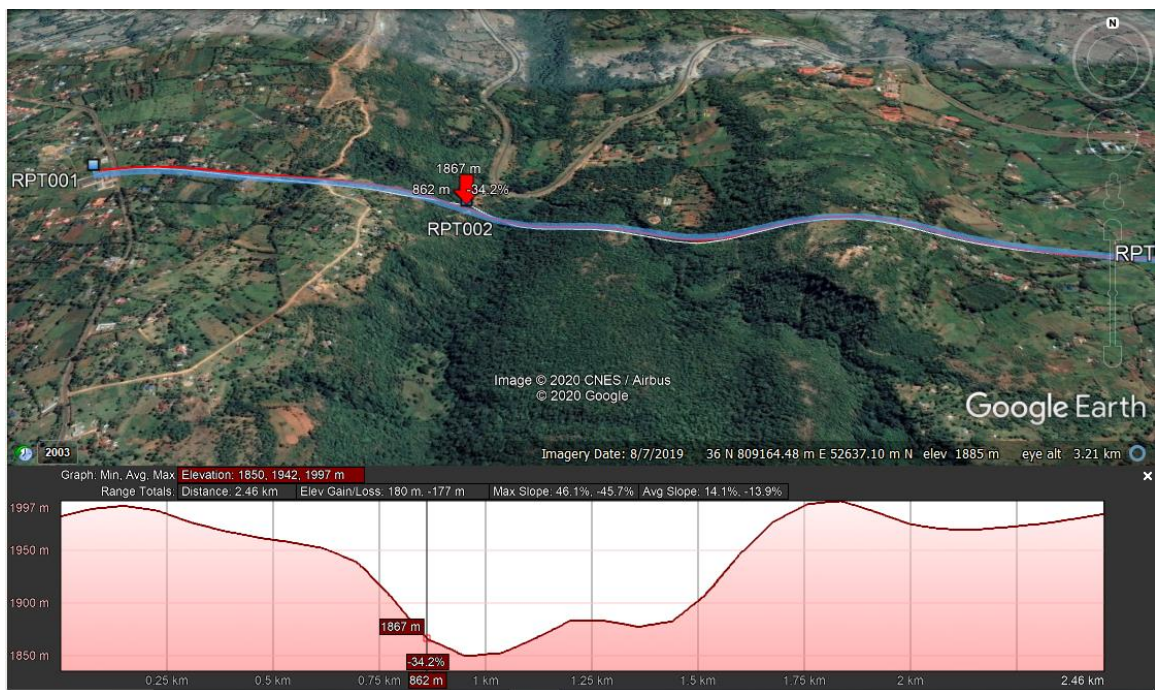 N
RPT001
1867 m
862 m
-34.2%
RPT002
RPT
Image © 2020 CNES / Airbus
© 2020 Google
Google Earth
2003
Imagery Date: 8/7/2019 36 N 809164.48 m E 52637.10 m N elev 1885 m eye alt 3.21 km
Graph: Min, Avg, Max Elevation: 1850, 1942, 1997 m
Range Totals: Distance: 2.46 km Elev Gain/Loss: 180 m, -177 m Max Slope: 46.1%, -45.7% Avg Slope: 14.1%, -13.9%
1997 m
1950 m
1900 m
1867 m
1850 m
-34.2%
0.25 km 0.5 km 0.75 km 862 m 1 km 1.25 km 1.5 km 1.75 km 2 km 2.46 km